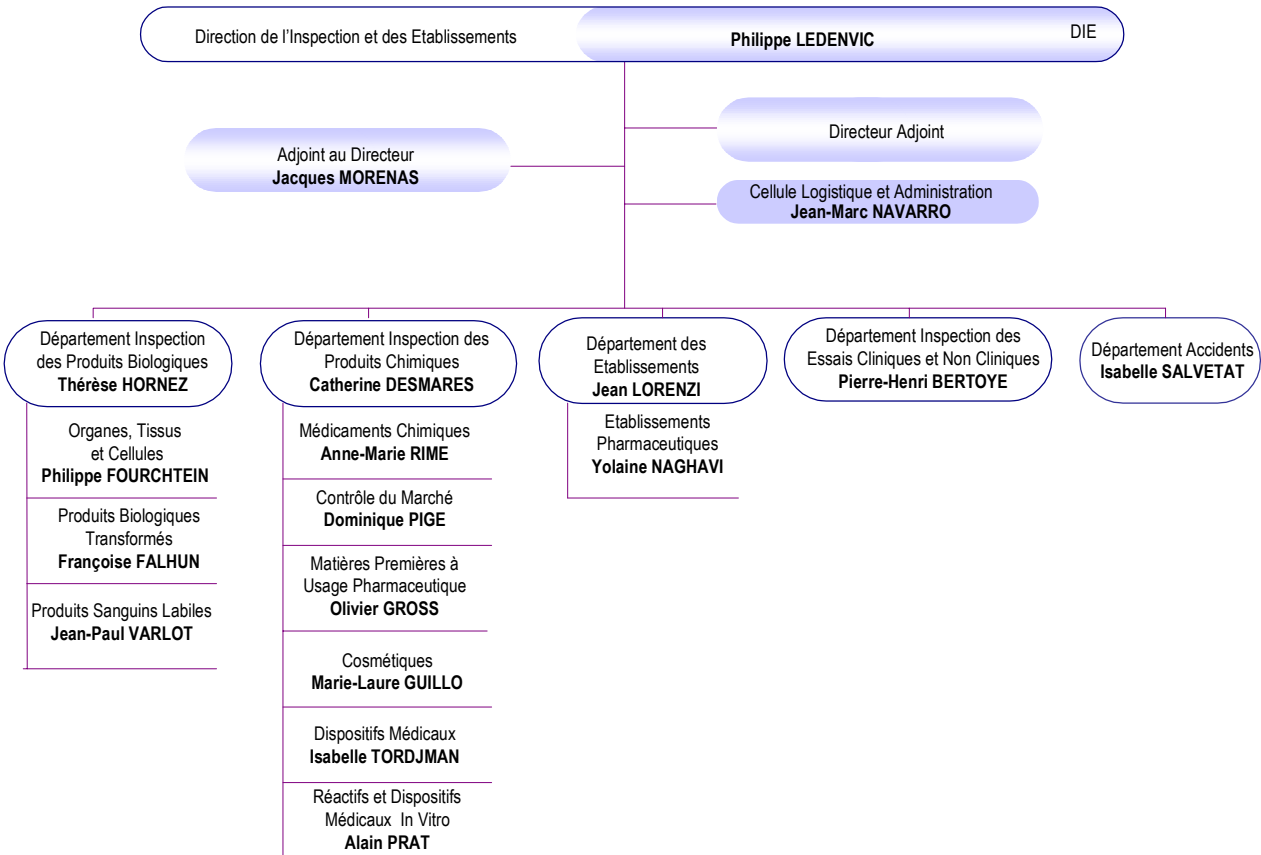 Direction de l'Inspection et des Etablissements
Philippe LEDENVIC
DIE
Directeur Adjoint
Adjoint au Directeur
Jacques MORENAS
Cellule Logistique et Administration
Jean-Marc NAVARRO
Département Inspection
des Produits Biologiques
Thérèse HORNEZ
Organes, Tissus
et Cellules
Philippe FOURCHTEIN
Produits Biologiques
Transformés
Françoise FALHUN
Produits Sanguins Labiles
Jean-Paul VARLOT
Département Inspection des
Produits Chimiques
Catherine DESMARES
Médicaments Chimiques
Anne-Marie RIME
Contrôle du Marché
Dominique PIGE
Matières Premières à
Usage Pharmaceutique
Olivier GROSS
Cosmétiques
Marie-Laure GUILLO
Dispositifs Médicaux
Isabelle TORDJMAN
Réactifs et Dispositifs
Médicaux In Vitro
Alain PRAT
Département des
Etablissements
Jean LORENZI
Etablissements
Pharmaceutiques
Yolaine NAGHAVI
Département Inspection des
Essais Cliniques et Non Cliniques
Pierre-Henri BERTOYE
Département Accidents
Isabelle SALVETAT